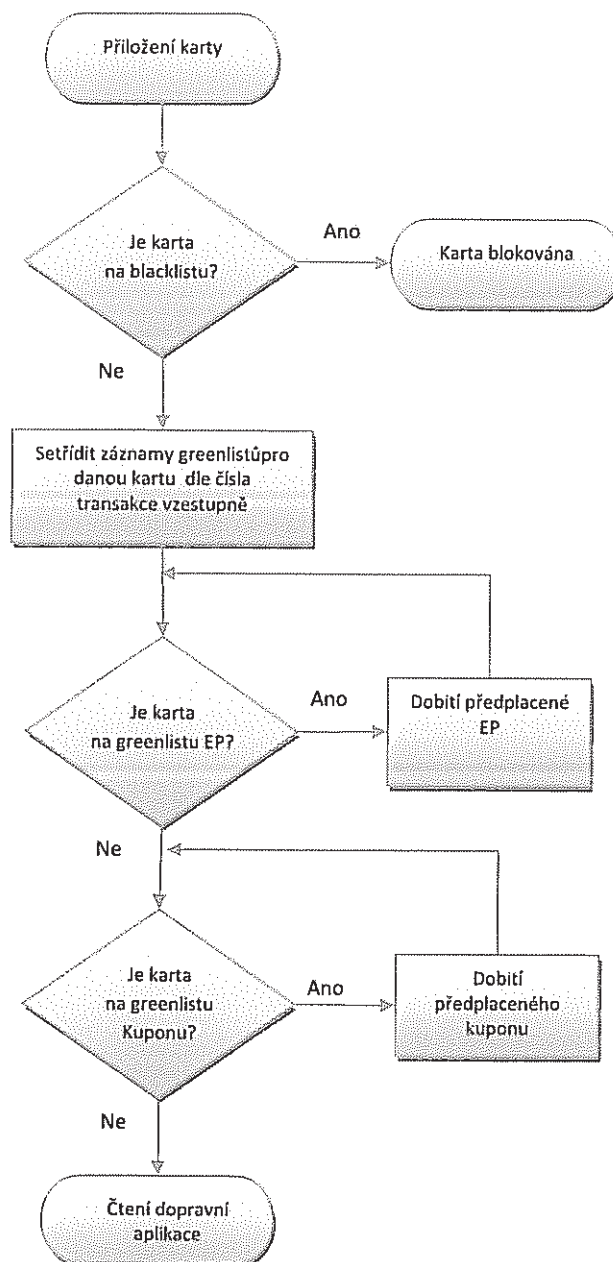 Přiložení karty
Je karta
na blacklistu?
Ano
Karta blokována
Ne
Setřídit záznamy greenlistůpro
danou kartu dle čísla
transakce vzestupně
Je karta
na greenlistu EP?
Ano
Dobití předplacené
EP
Ne
Je karta
na greenlistu
Kuponu?
Ano
Dobití
předplaceného
kuponu
Ne
Čtení dopravní
aplikace